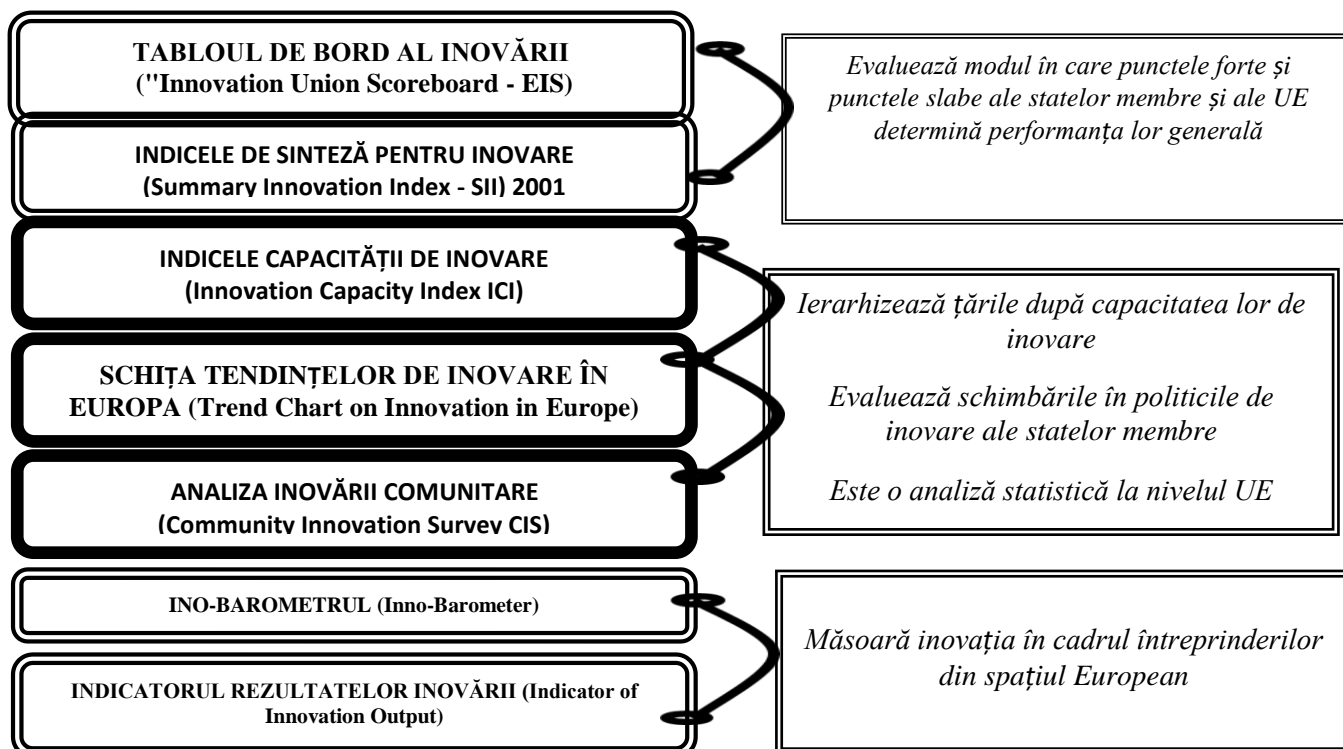 TABLOUL DE BORD AL INOVĂRII
("Innovation Union Scoreboard - EIS)
INDICELE DE SINTEZĂ PENTRU INOVARE
(Summary Innovation Index - SII) 2001
INDICELE CAPACITĂȚII DE INOVARE
(Innovation Capacity Index ICI)
SCHIȚA TENDINȚELOR DE INOVARE ÎN
EUROPA (Trend Chart on Innovation in Europe)
ANALIZA INOVĂRII COMUNITARE
(Community Innovation Survey CIS)
INO-BAROMETRUL (Inno-Barometer)
INDICATORUL REZULTATELOR INOVĂRII (Indicator of
Innovation Output)
Evaluează modul în care punctele forte și
punctele slabe ale statelor membre și ale UE
determină performanța lor generală
Ierarhizează țările după capacitatea lor de
inovare
Evaluează schimbările în politicile de
inovare ale statelor membre
Este o analiză statistică la nivelul UE
Măsoară inovația în cadrul întreprinderilor
din spațiul European